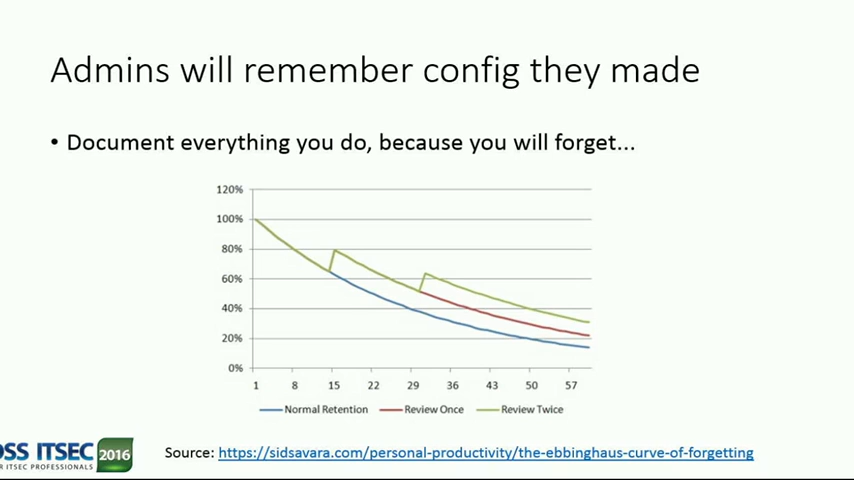 Admins will remember config they made
• Document everything you do, because you will forget...
120%
100%
80%
60%
40%
20%
0%
1 8 15 22 29 36 43 50 57
Normal Retention Review Once Review Twice
OSS ITSEC 2016
R ITSEC PROFESSIONALS
Source: https://sidsavara.com/personal-productivity/the-ebbinghaus-curve-of-forgetting